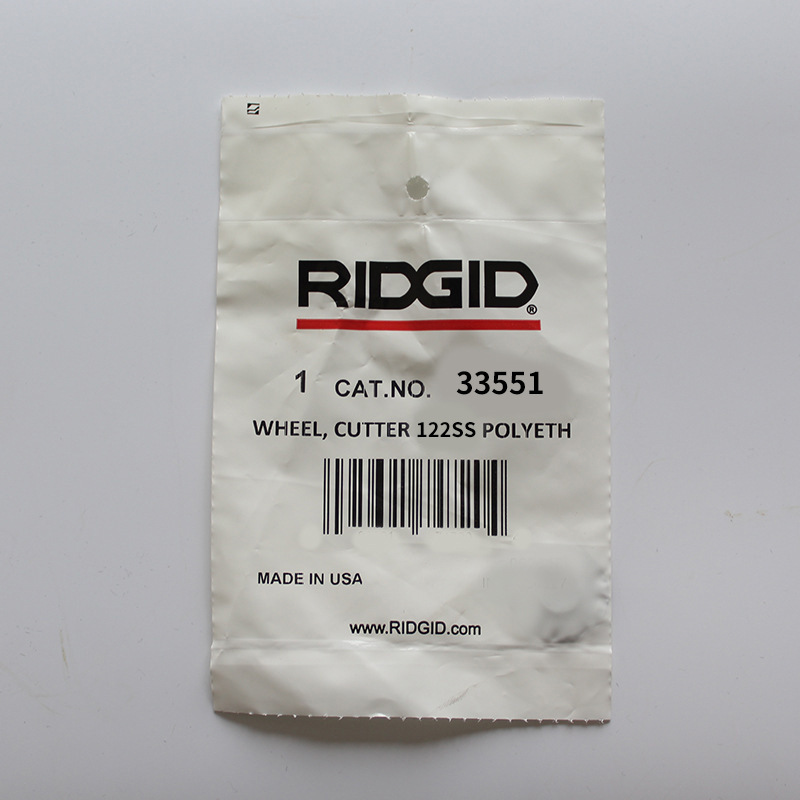 RIDGID®
1 CAT.NO. 33551
WHEEL, CUTTER 122SS POLYETH
MADE IN USA
www.RIDGID.com